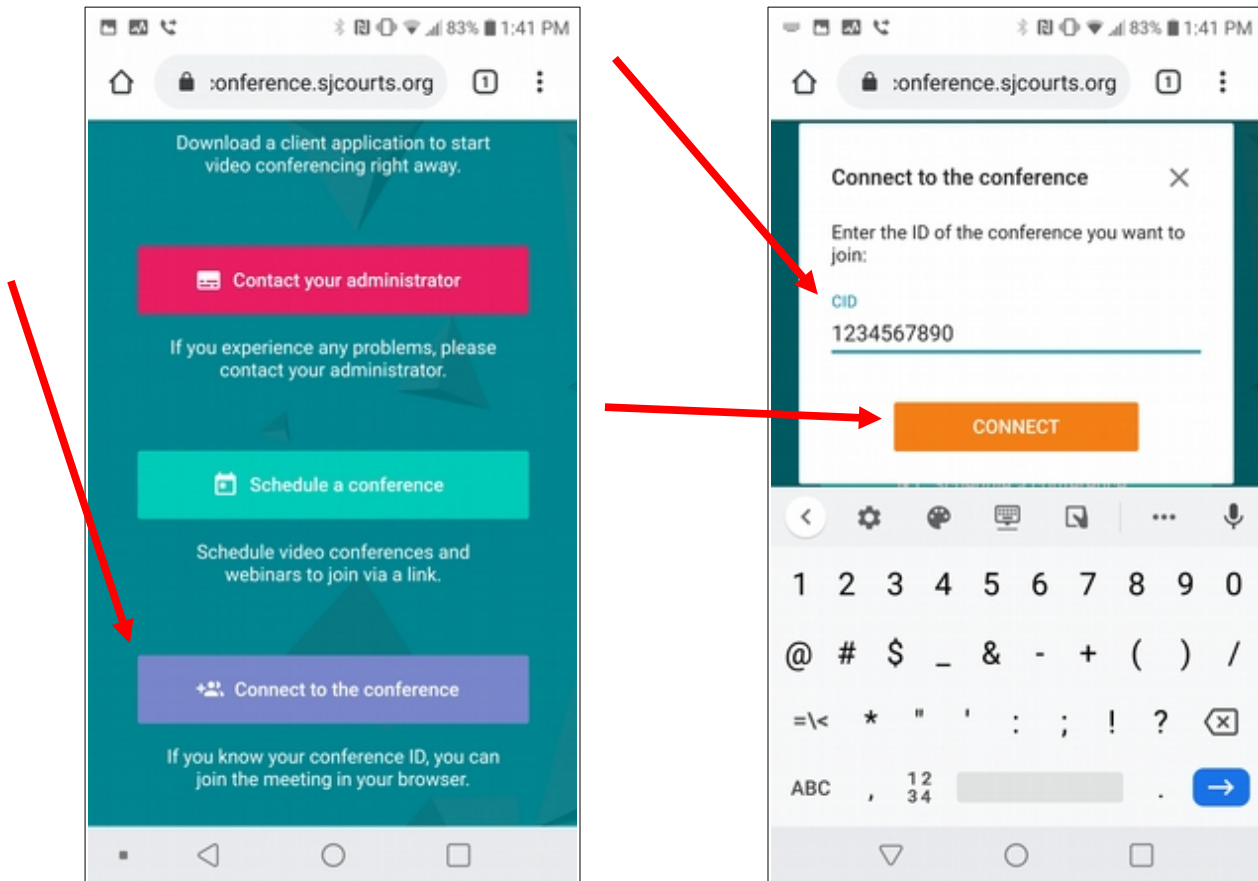 83% 1:41 PM
:onference.sjcourts.org 1
Download a client application to start
video conferencing right away.
Contact your administrator
If you experience any problems, please
contact your administrator.
Schedule a conference
Schedule video conferences and
webinars to join via a link.
Connect to the conference
If you know your conference ID, you can
join the meeting in your browser.
83% 1:41 PM
:onference.sjcourts.org 1
Connect to the conference
Enter the ID of the conference you want to
join:
CID
1234567890
CONNECT
1 2 3 4 5 6 7 8 9 0
@ # $ _ & - + ( ) /
=\< * " ' : ; ! ?
ABC , 12 34 .